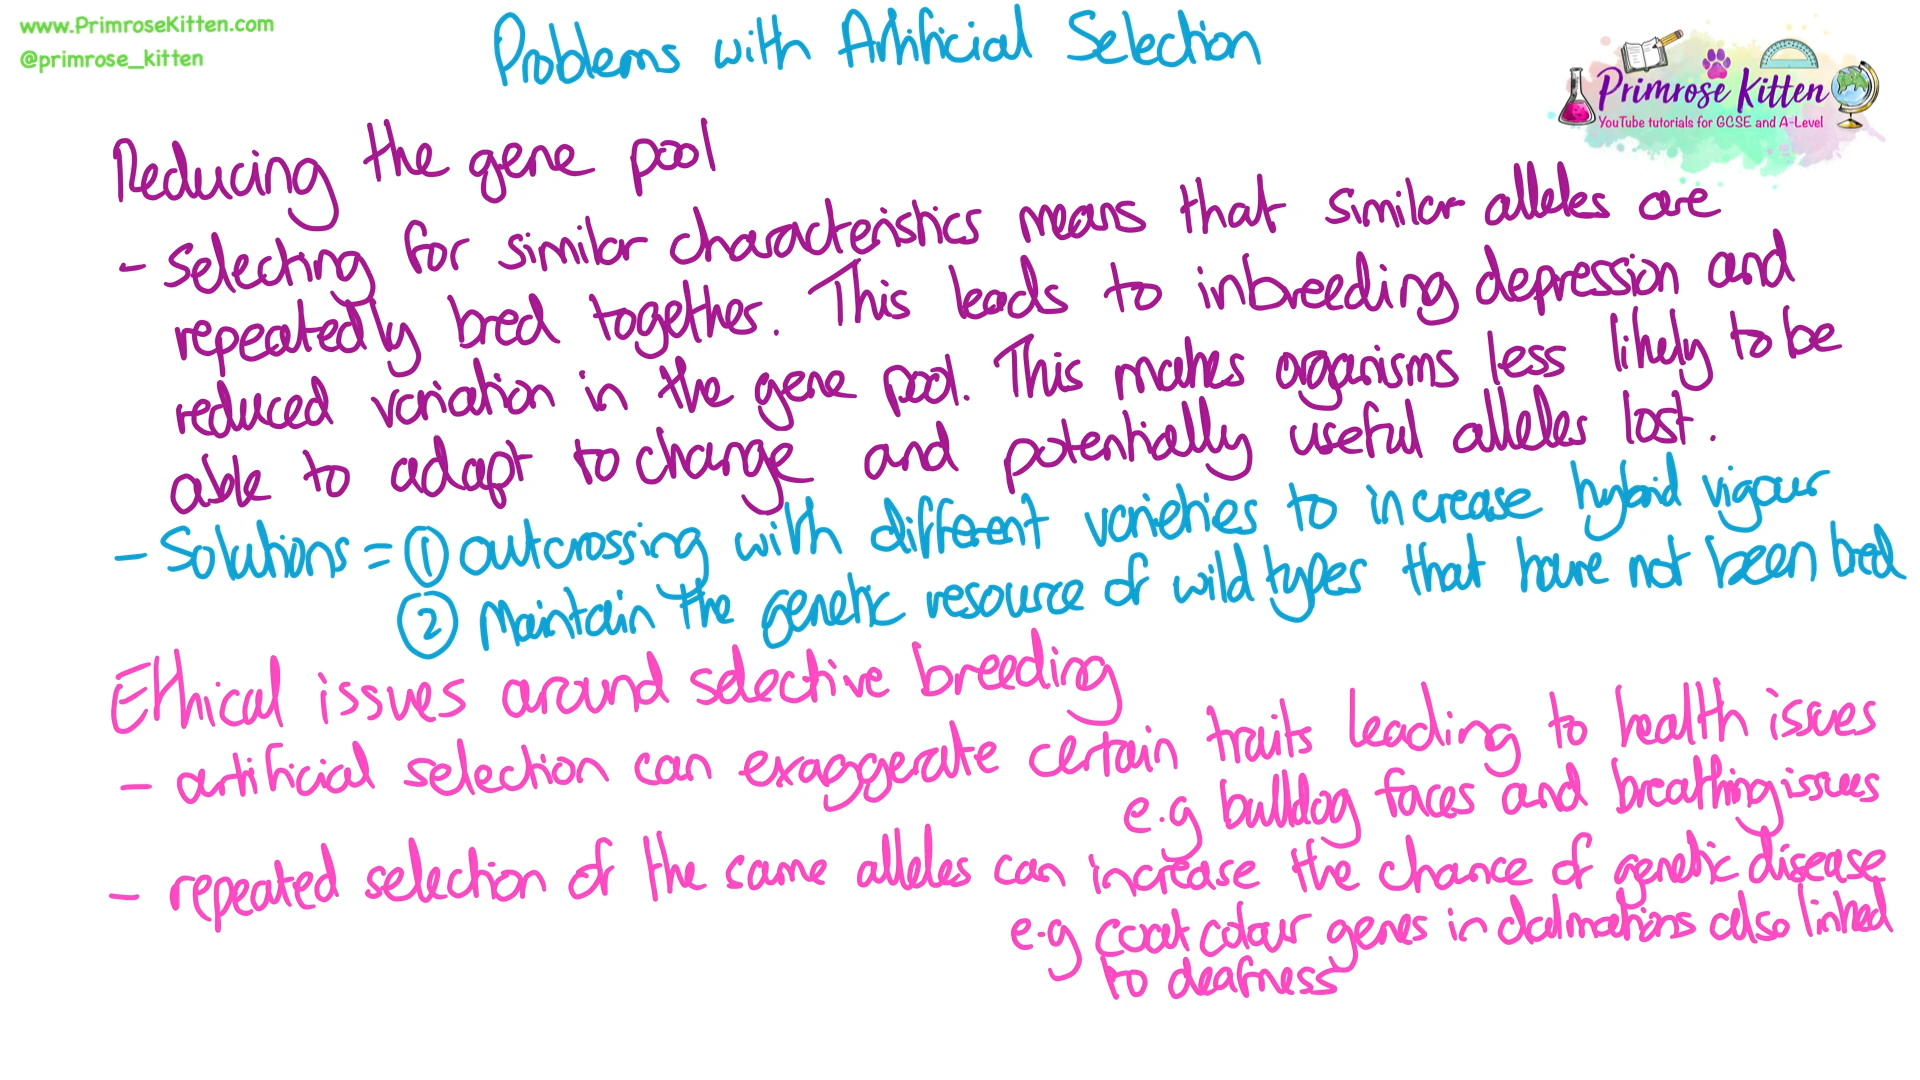 www.PrimroseKitten.com
@primrose_kitten
Problems with Artificial Selection
Primrose Kitten
YouTube tutorials for GCSE and A-Level
Reducing the gene pool
- selecting for similar characteristics means that similar alleles are
repeatedly bred together. This leads to inbreeding depression and
reduced variation in the gene pool. This makes organisms less likely to be
able to adapt to change and potentially useful alleles lost.
- Solutions = ① outcrossing with different varieties to increase hybrid vigour
② Maintain the genetic resource of wild types that have not been bred
Ethical issues around selective breeding
- artificial selection can exaggerate certain traits leading to health issues
e.g bulldog faces and breathing issues
- repeated selection of the same alleles can increase the chance of genetic disease
e.g coat colour genes in dalmations also linked
to deafness